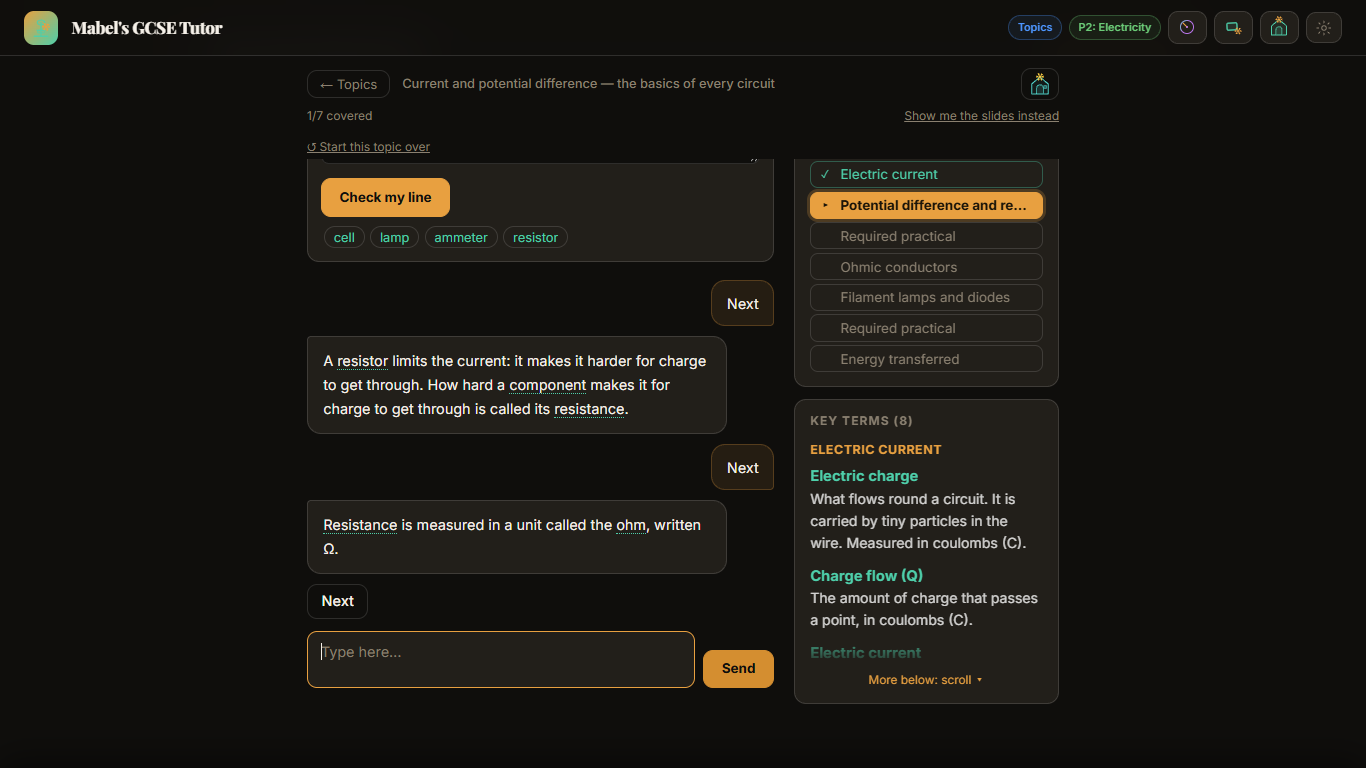 Mabel's GCSE Tutor
Topics
P2: Electricity
← Topics
Current and potential difference — the basics of every circuit
1/7 covered
Show me the slides instead
↺ Start this topic over
Check my line
cell
lamp
ammeter
resistor
Next
A resistor limits the current: it makes it harder for charge
to get through. How hard a component makes it for
charge to get through is called its resistance.
Next
Resistance is measured in a unit called the ohm, written
Ω.
Next
Type here...
Send
✓ Electric current
▸ Potential difference and re...
Required practical
Ohmic conductors
Filament lamps and diodes
Required practical
Energy transferred
KEY TERMS (8)
ELECTRIC CURRENT
Electric charge
What flows round a circuit. It is
carried by tiny particles in the
wire. Measured in coulombs (C).
Charge flow (Q)
The amount of charge that passes
a point, in coulombs (C).
Electric current
More below: scroll ▾